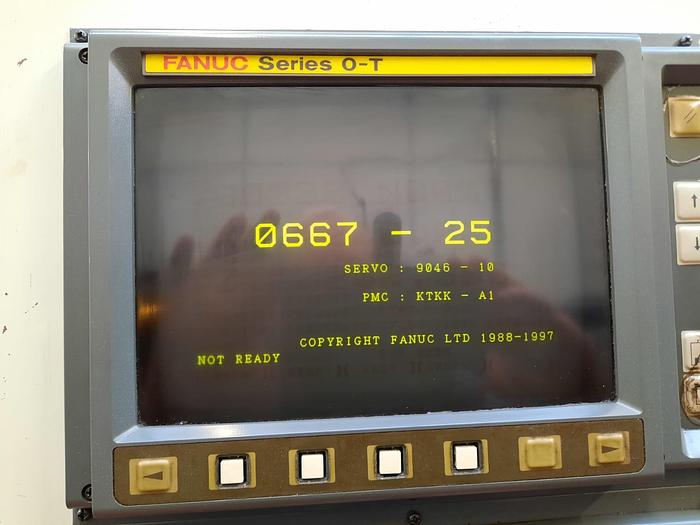 FANUC Series 0-T
0667 - 25
SERVO : 9046 - 10
PMC : KTKK - A1
COPYRIGHT FANUC LTD 1988-1997
NOT READY